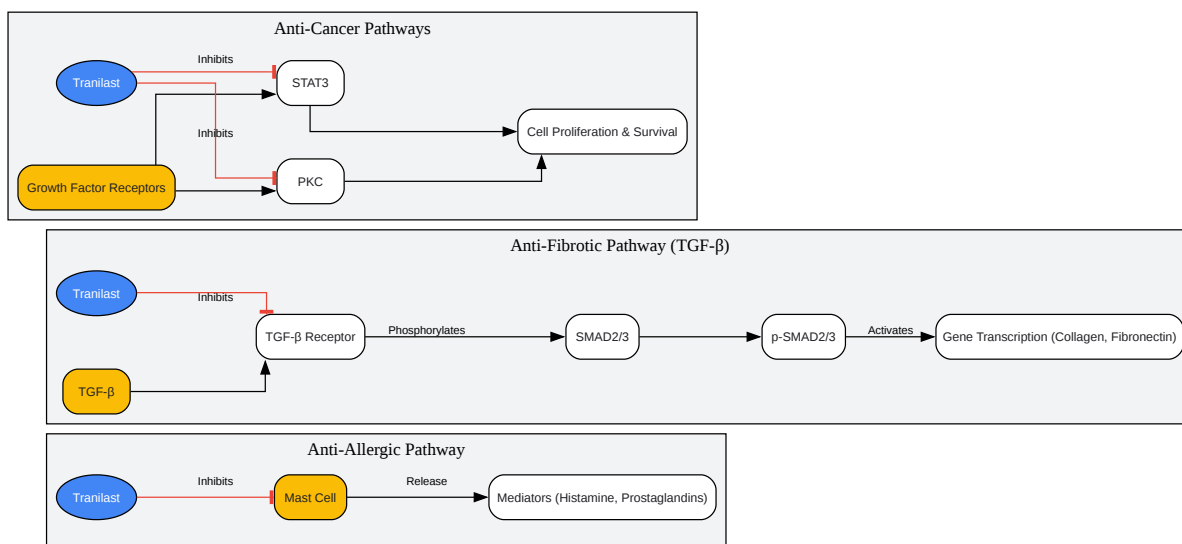 Anti-Cancer Pathways
Inhibits
Tranilast
STAT3
Inhibits
Cell Proliferation & Survival
Growth Factor Receptors
PKC
Anti-Fibrotic Pathway (TGF-β)
Tranilast
Inhibits
TGF-β Receptor
Phosphorylates
SMAD2/3
p-SMAD2/3
Activates
Gene Transcription (Collagen, Fibronectin)
TGF-β
Anti-Allergic Pathway
Tranilast
Inhibits
Mast Cell
Release
Mediators (Histamine, Prostaglandins)